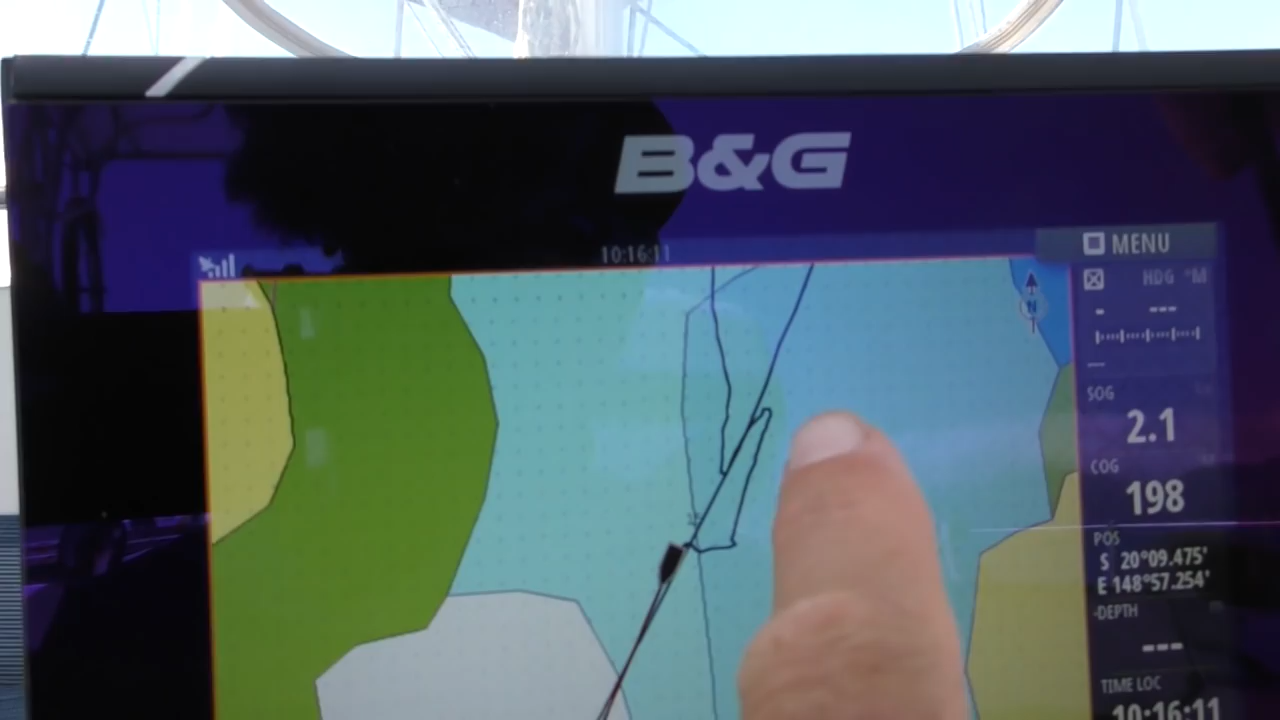 B&G
10:16:11
MENU
HDG °M
- ---
SOG
2.1
COG
198
POS
S 20°09.475'
E 148°57.254'
DEPTH
---
TIME LOC
10:16:11
N